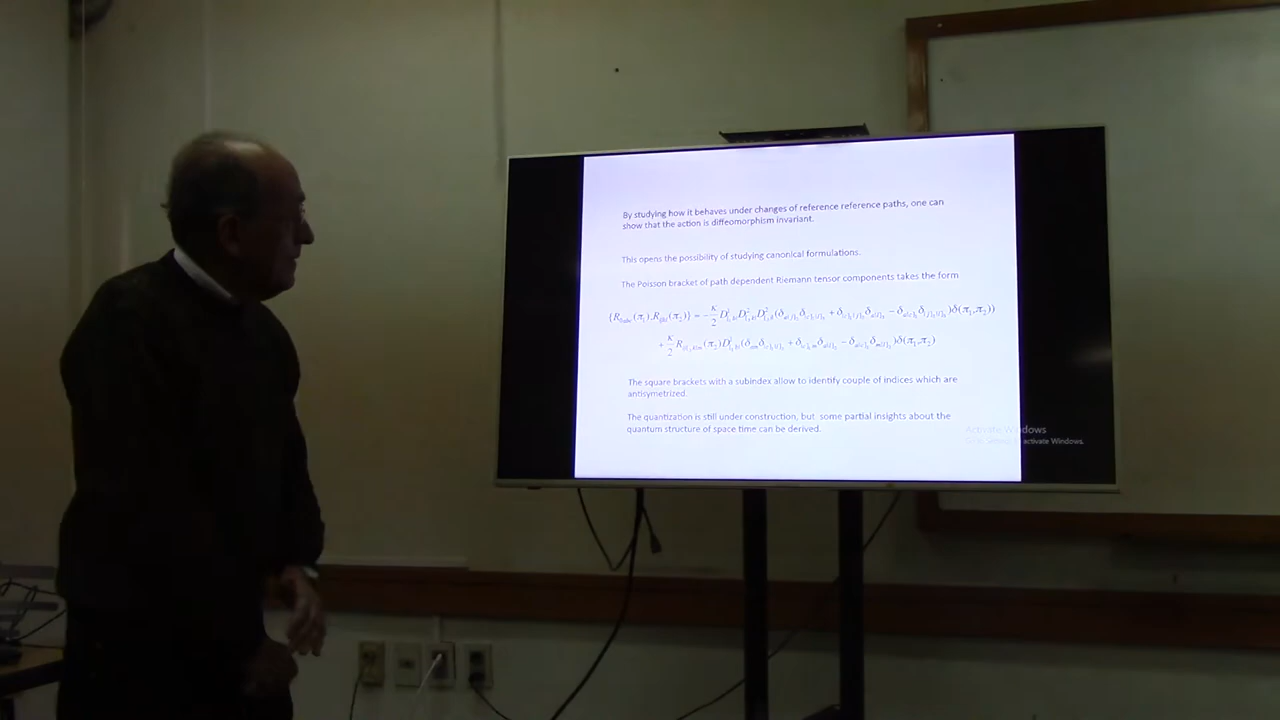 By studying how it behaves under changes of reference reference paths, one can
show that the action is diffeomorphism invariant.
This opens the possibility of studying canonical formulations.
The Poisson bracket of path dependent Riemann tensor components takes the form
The square brackets with a subindex allow to identify couple of indices which are
antisymetrized.
The quantization is still under construction, but some partial insights about the
quantum structure of space time can be derived.
Activate Windows
activate Windows.